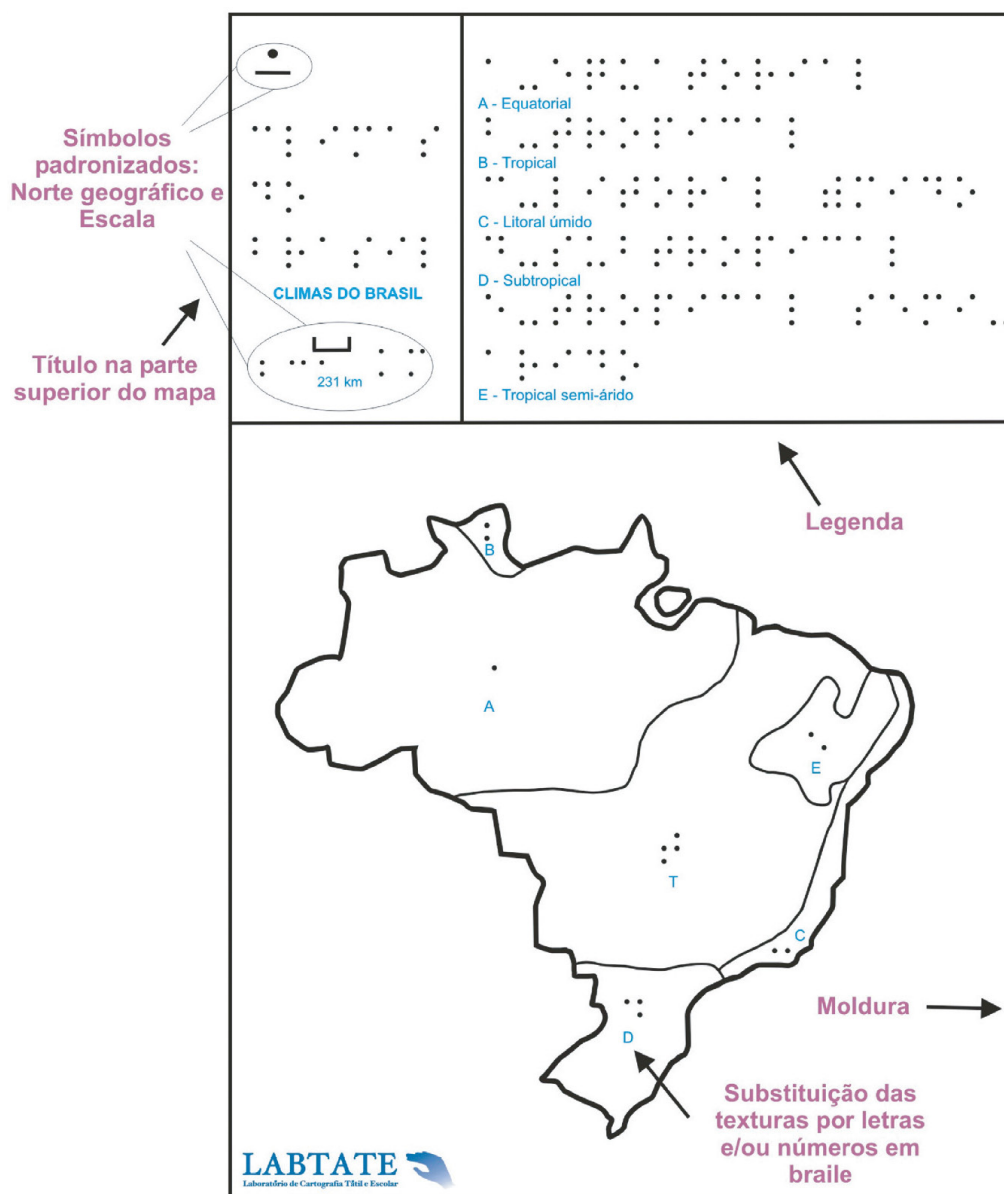 Símbolos
padronizados:
Norte geográfico e
Escala
Título na parte
superior do mapa
CLIMAS DO BRASIL
231 km
A - Equatorial
B - Tropical
C - Litoral úmido
D - Subtropical
E - Tropical semi-árido
Legenda
B
A
E
T
C
D
Moldura
Substituição das
texturas por letras
e/ou números em
braile
LABTATE
Laboratório de Cartografia Tátil e Escolar